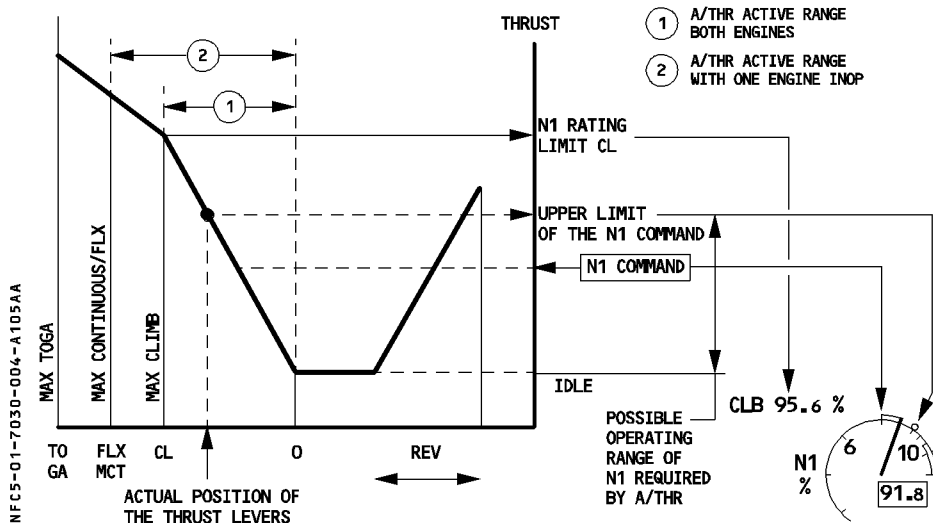 THRUST
1 A/THR ACTIVE RANGE
BOTH ENGINES
2 A/THR ACTIVE RANGE
WITH ONE ENGINE INOP
2
1
N1 RATING
LIMIT CL
UPPER LIMIT
OF THE N1 COMMAND
N1 COMMAND
IDLE
MAX TOGA
MAX CONTINUOUS/FLX
MAX CLIMB
TO
GA
FLX
MCT
CL
0
REV
ACTUAL POSITION OF
THE THRUST LEVERS
POSSIBLE
OPERATING
RANGE OF
N1 REQUIRED
BY A/THR
CLB 95.6 %
6
10
N1
%
91.8
NFC5-01-7030-004-A105AA